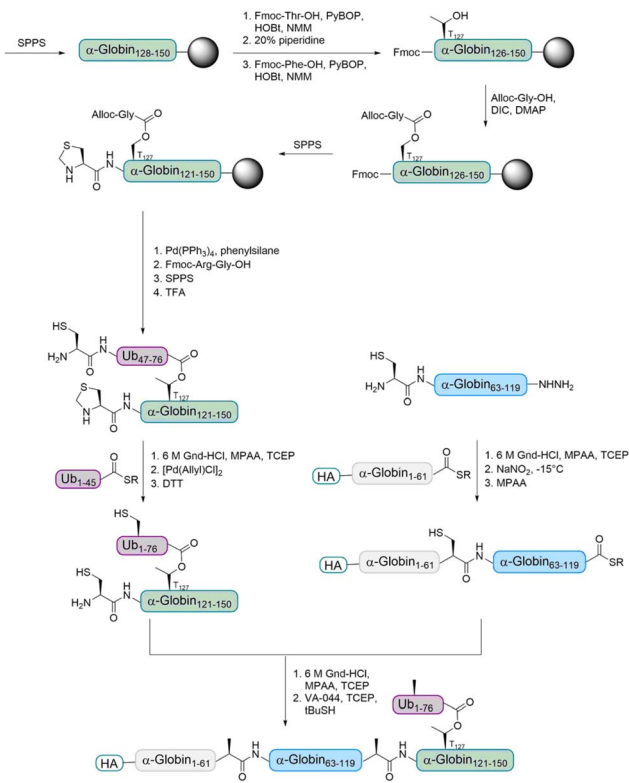 SPPS
α-Globin128-150
1. Fmoc-Thr-OH, PyBOP,
HOBt, NMM
2. 20% piperidine
3. Fmoc-Phe-OH, PyBOP,
HOBt, NMM
OH
T127
Fmoc
α-Globin126-150
Alloc-Gly-OH,
DIC, DMAP
Alloc-Gly
O
O
T127
Fmoc
α-Globin126-150
SPPS
Alloc-Gly
O
O
S
N
H
O
H
N
T127
α-Globin121-150
1. Pd(PPh3)4, phenylsilane
2. Fmoc-Arg-Gly-OH
3. SPPS
4. TFA
HS
H2N
O
H
N
Ub47-76
O
O
S
N
H
O
H
N
T127
α-Globin121-150
HS
H2N
O
H
N
α-Globin63-119
NHNH2
Ub1-45
O
SR
1. 6 M Gnd-HCl, MPAA, TCEP
2. [Pd(Allyl)Cl]2
3. DTT
HA
α-Globin1-61
O
SR
1. 6 M Gnd-HCl, MPAA, TCEP
2. NaNO2, -15°C
3. MPAA
HS
Ub1-76
O
O
HS
H2N
O
H
N
T127
α-Globin121-150
HA
α-Globin1-61
HS
O
H
N
α-Globin63-119
O
SR
1. 6 M Gnd-HCl,
MPAA, TCEP
2. VA-044, TCEP,
tBuSH
Ub1-76
O
O
HA
α-Globin1-61
O
H
N
α-Globin63-119
O
H
N
T127
α-Globin121-150